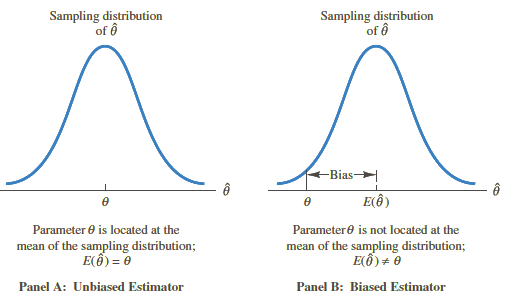 Sampling distribution
of θ̂
θ̂
θ
Parameter θ is located at the
mean of the sampling distribution;
E(θ̂) = θ
Panel A: Unbiased Estimator
Sampling distribution
of θ̂
Bias
θ̂
θ
E(θ̂)
Parameter θ is not located at the
mean of the sampling distribution;
E(θ̂) ≠ θ
Panel B: Biased Estimator